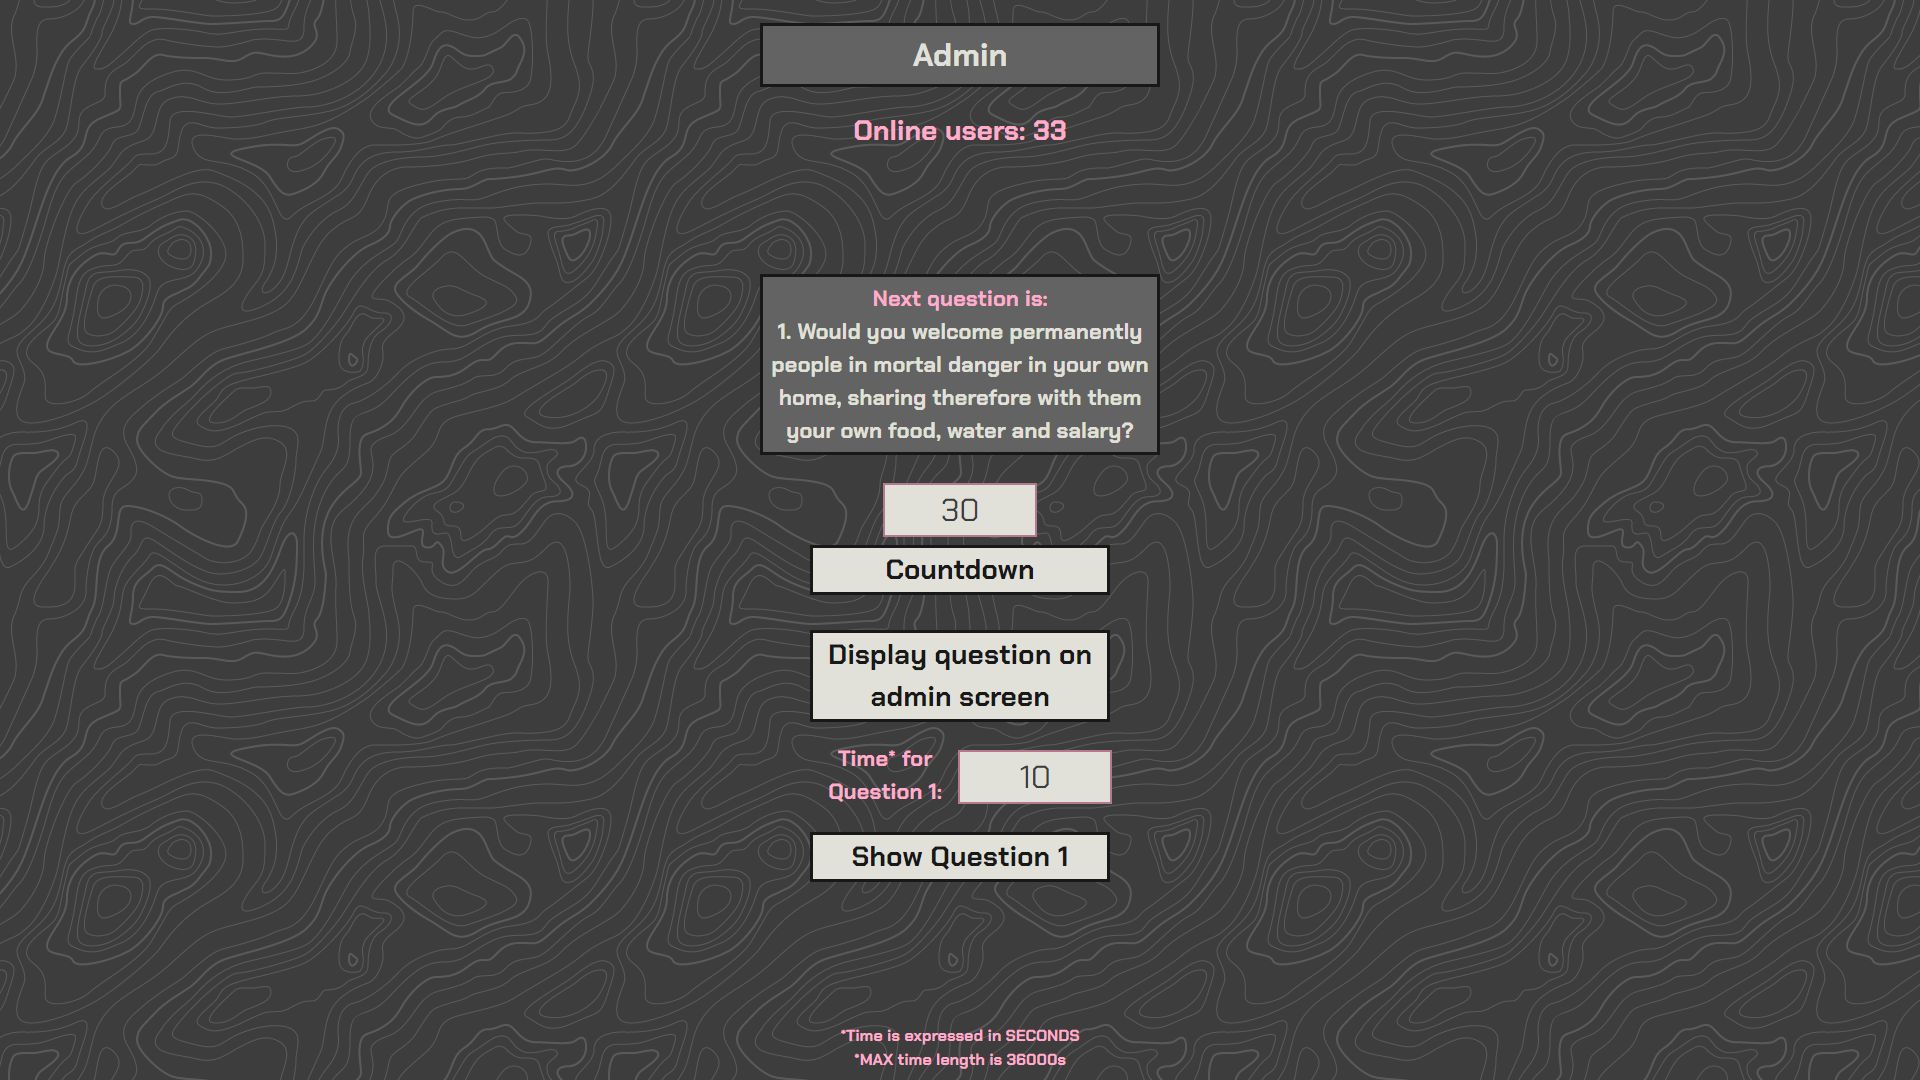 Admin
Online users: 33
Next question is:
1. Would you welcome permanently
people in mortal danger in your own
home, sharing therefore with them
your own food, water and salary?
30
Countdown
Display question on
admin screen
Time* for
Question 1:
10
Show Question 1
*Time is expressed in SECONDS
*MAX time length is 36000s